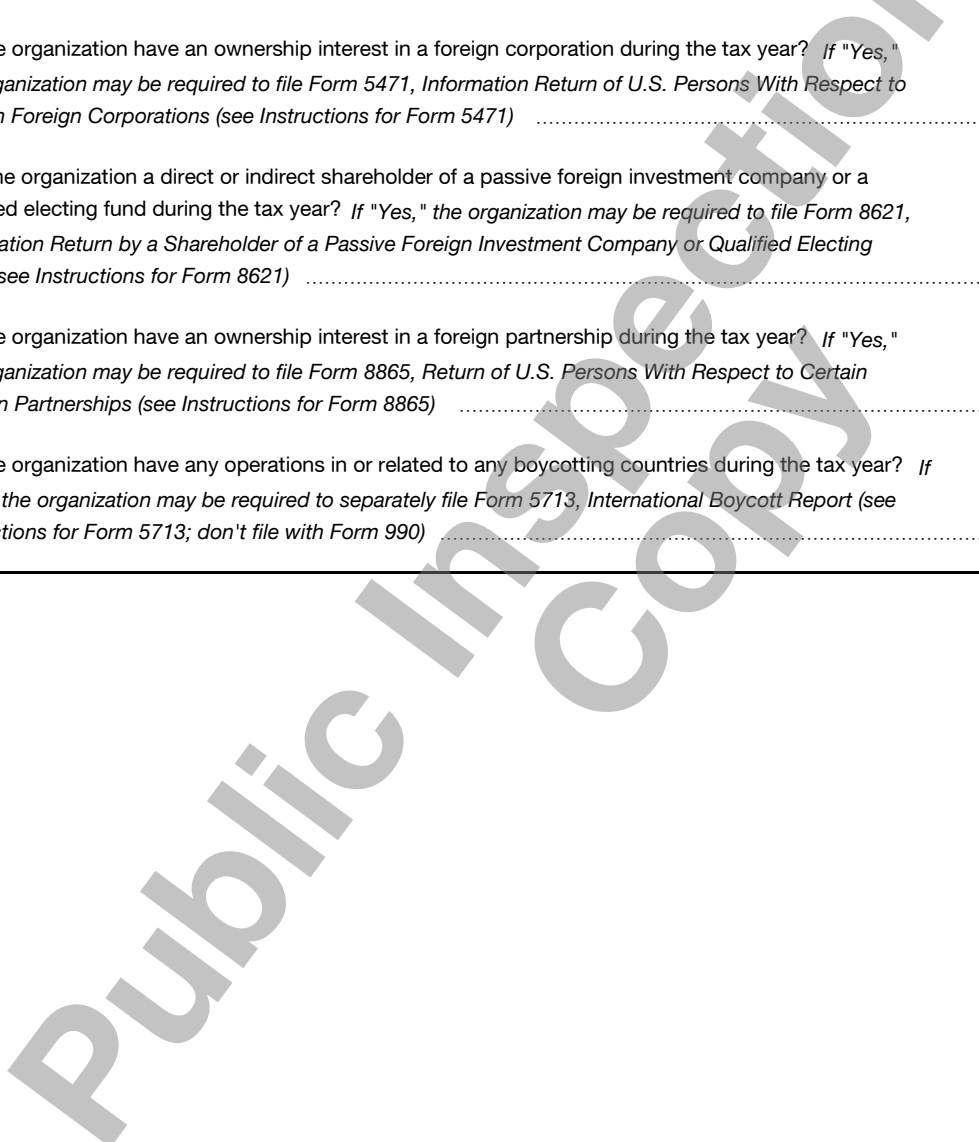 e organization have an ownership interest in a foreign corporation during the tax year? If "Yes,"
ganization may be required to file Form 5471, Information Return of U.S. Persons With Respect to
n Foreign Corporations (see Instructions for Form 5471)
he organization a direct or indirect shareholder of a passive foreign investment company or a
ed electing fund during the tax year? If "Yes," the organization may be required to file Form 8621,
ation Return by a Shareholder of a Passive Foreign Investment Company or Qualified Electing
see Instructions for Form 8621)
e organization have an ownership interest in a foreign partnership during the tax year? If "Yes,"
ganization may be required to file Form 8865, Return of U.S. Persons With Respect to Certain
n Partnerships (see Instructions for Form 8865)
e organization have any operations in or related to any boycotting countries during the tax year? If
the organization may be required to separately file Form 5713, International Boycott Report (see
ctions for Form 5713; don't file with Form 990)
Public Inspection
Copy